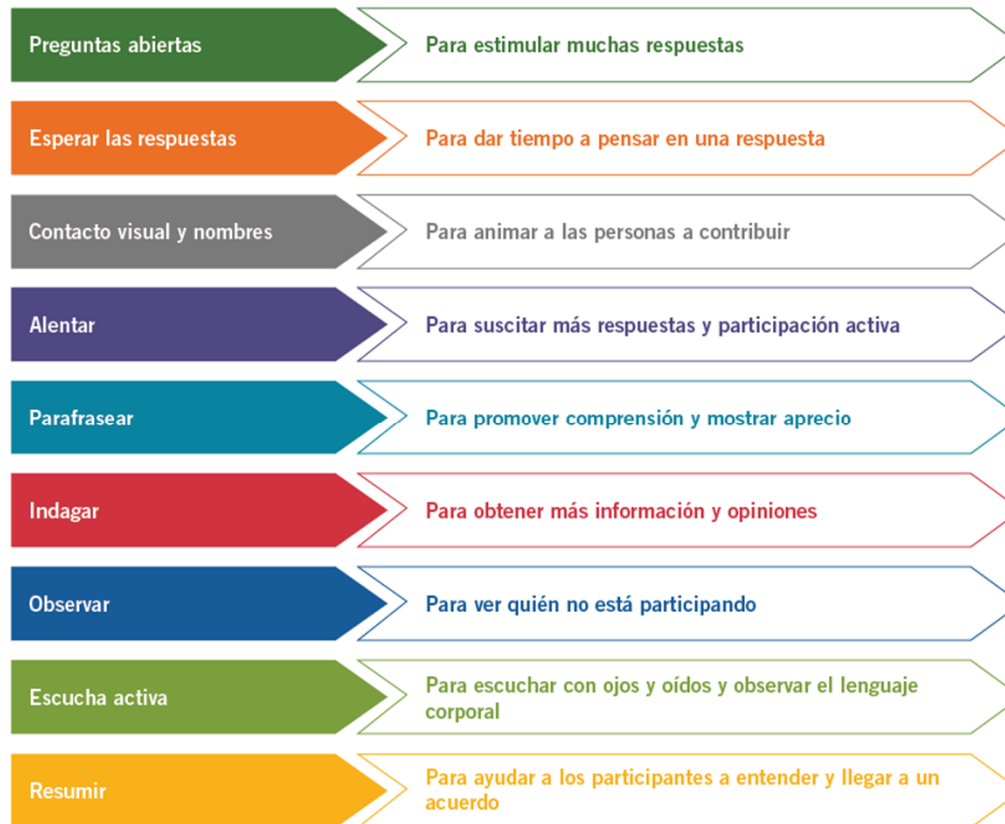 Preguntas abiertas
Para estimular muchas respuestas
Esperar las respuestas
Para dar tiempo a pensar en una respuesta
Contacto visual y nombres
Para animar a las personas a contribuir
Alentar
Para suscitar más respuestas y participación activa
Parafrasear
Para promover comprensión y mostrar aprecio
Indagar
Para obtener más información y opiniones
Observar
Para ver quién no está participando
Escucha activa
Para escuchar con ojos y oídos y observar el lenguaje
corporal
Resumir
Para ayudar a los participantes a entender y llegar a un
acuerdo